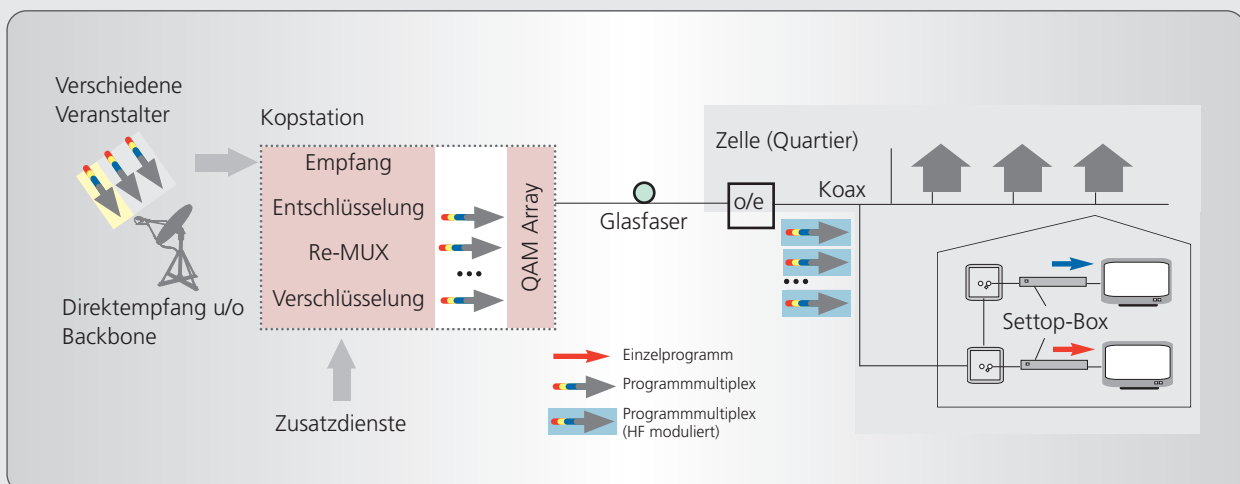 Verschiedene
Veranstalter
Kopstation
Empfang
Entschlüsselung
Re-MUX
Verschlüsselung
QAM Array
Direktempfang u/o
Backbone
Zusatzdienste
Glasfaser
Zelle (Quartier)
o/e
Koax
Settop-Box
Einzelprogramm
Programmmultiplex
Programmmultiplex
(HF moduliert)